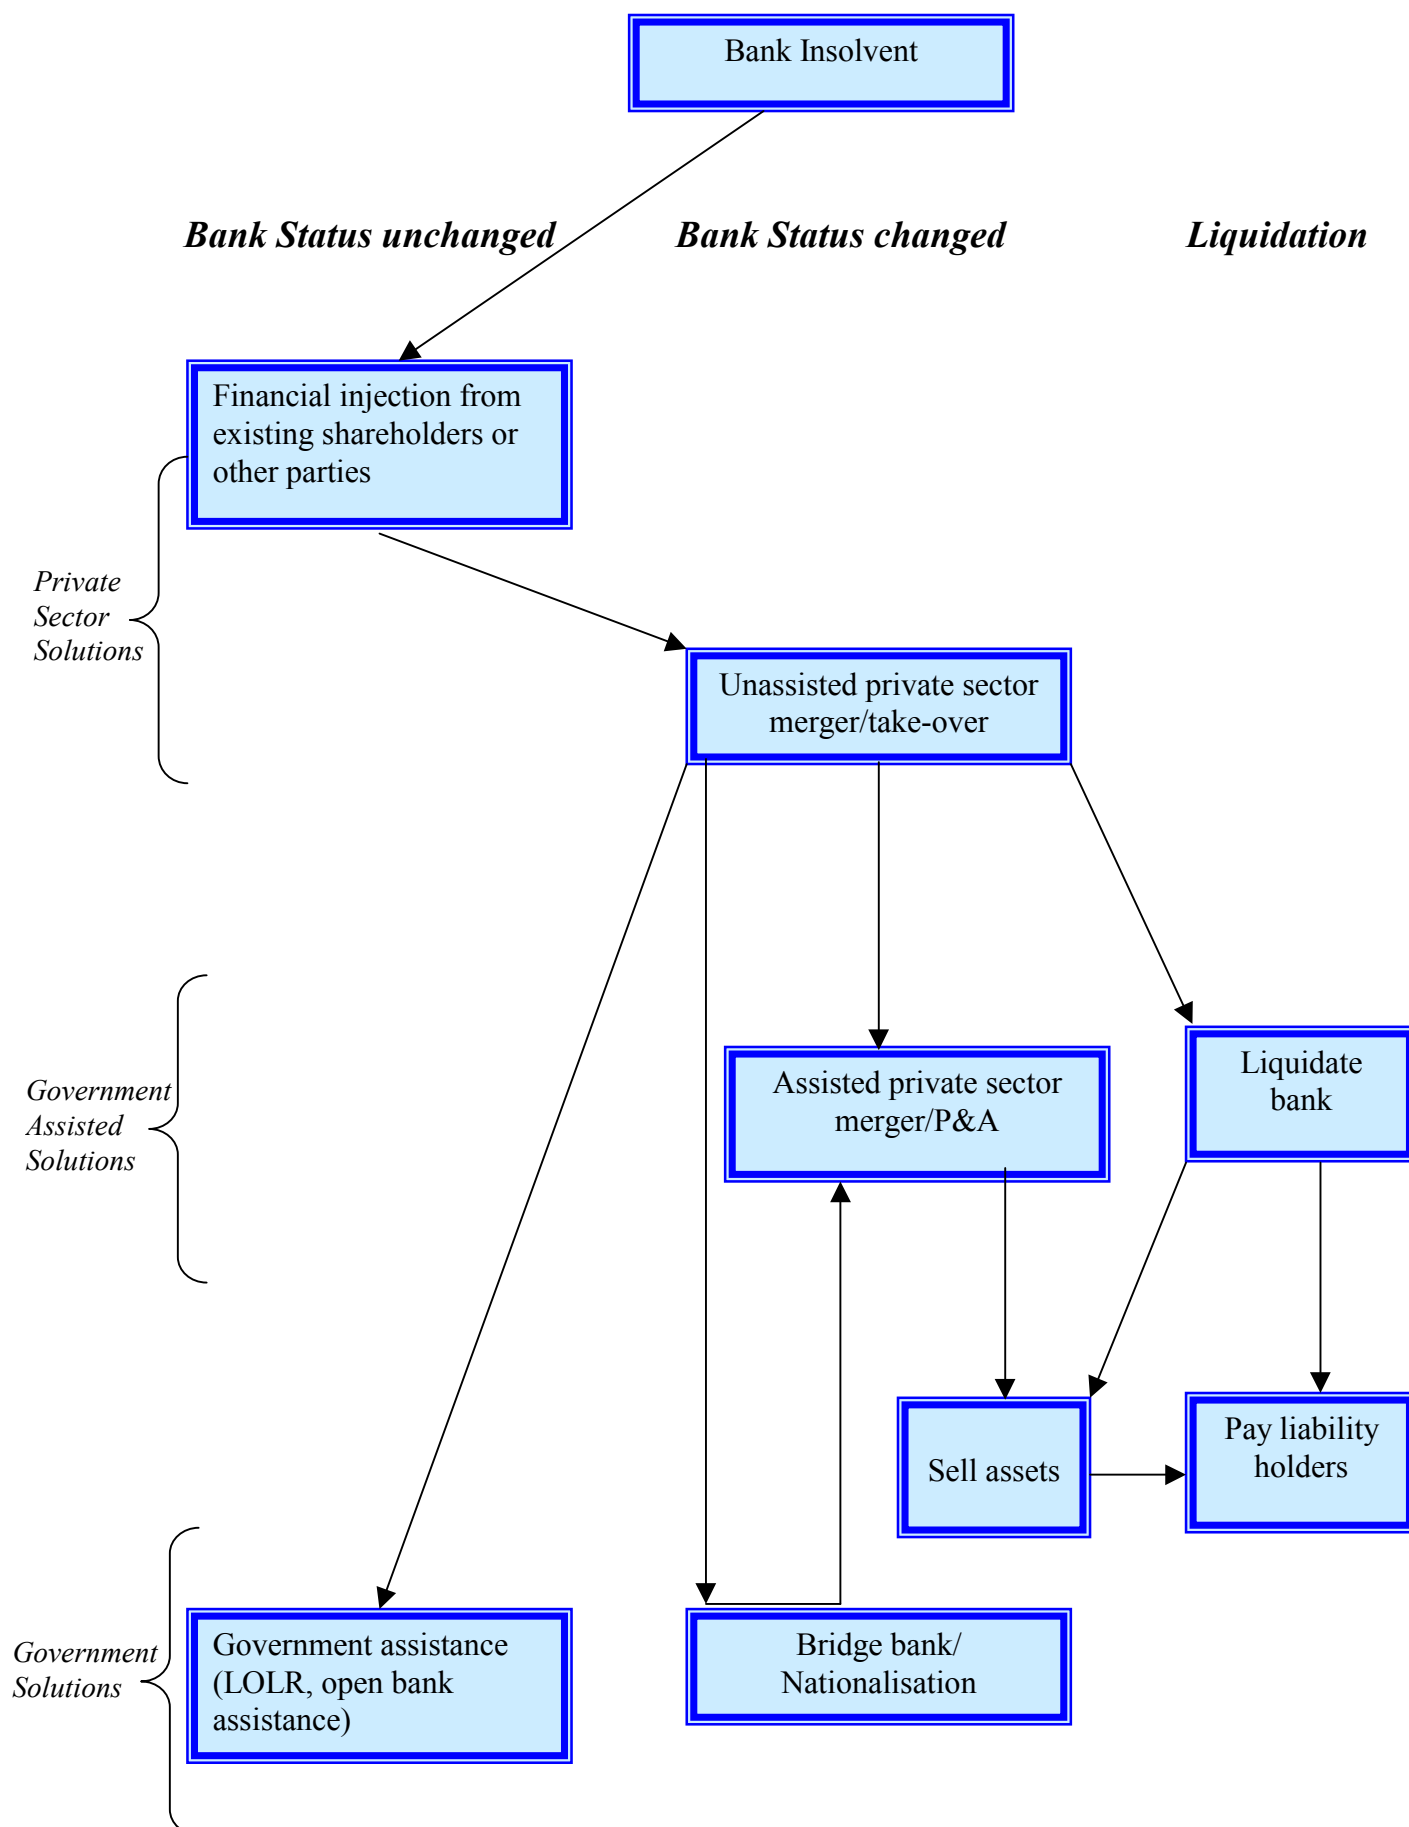 Bank Insolvent
Bank Status unchanged
Bank Status changed
Liquidation
Financial injection from
existing shareholders or
other parties
Private
Sector
Solutions
Unassisted private sector
merger/take-over
Government
Assisted
Solutions
Assisted private sector
merger/P&A
Liquidate
bank
Sell assets
Pay liability
holders
Government
Solutions
Government assistance
(LOLR, open bank
assistance)
Bridge bank/
Nationalisation